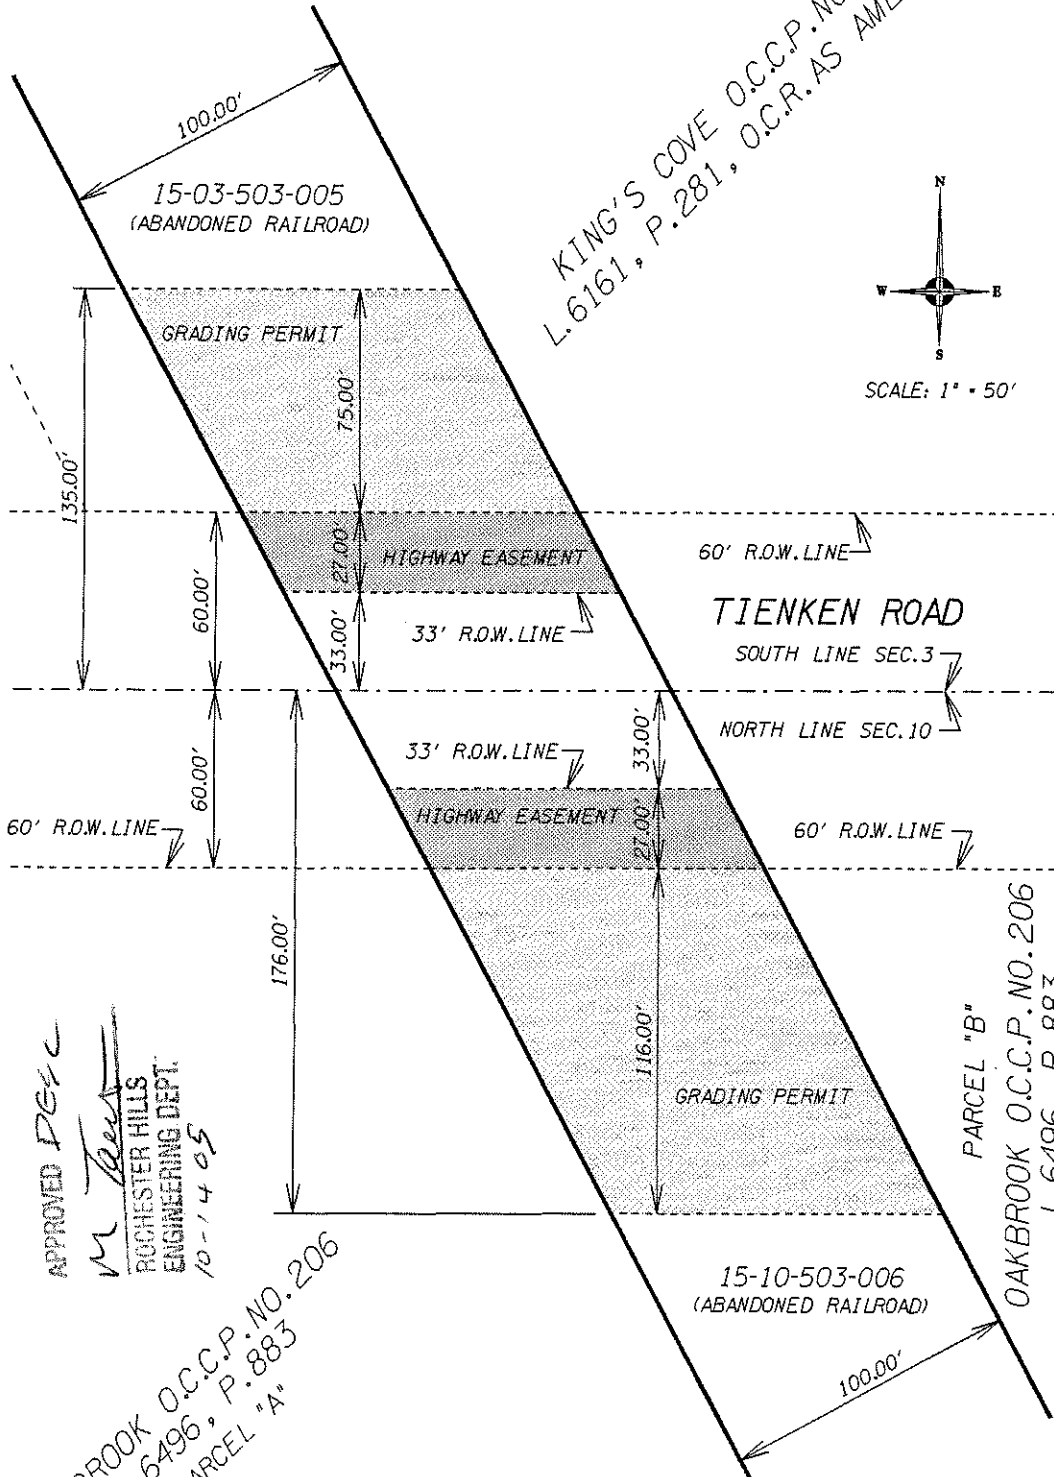 KING'S COVE O.C.C.P.
L.6161, P.281, O.C.R. AS
100.00'
15-03-503-005
(ABANDONED RAILROAD)
N
W E
S
SCALE: 1" = 50'
GRADING PERMIT
75.00'
135.00'
60.00'
27.00'
HIGHWAY EASEMENT
60' R.O.W. LINE
33.00'
33' R.O.W. LINE
TIENKEN ROAD
SOUTH LINE SEC.3
NORTH LINE SEC.10
33' R.O.W. LINE
33.00'
60.00'
HIGHWAY EASEMENT
27.00'
60' R.O.W. LINE
60' R.O.W. LINE
176.00'
116.00'
GRADING PERMIT
PARCEL "B"
OAKBROOK O.C.C.P. NO. 206
L.6496, P.883
APPROVED
ROCHESTER HILLS
ENGINEERING DEPT.
10-14-05
15-10-503-006
(ABANDONED RAILROAD)
100.00'
O.C.C.P. NO. 206
6496, P.883
"A"